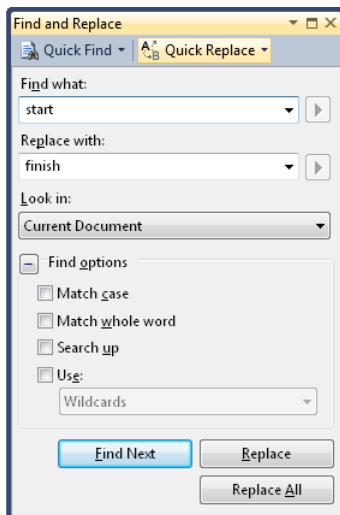 Find and Replace
Quick Find Quick Replace
Find what:
start
Replace with:
finish
Look in:
Current Document
Find options
Match case
Match whole word
Search up
Use:
Wildcards
Find Next Replace
Replace All